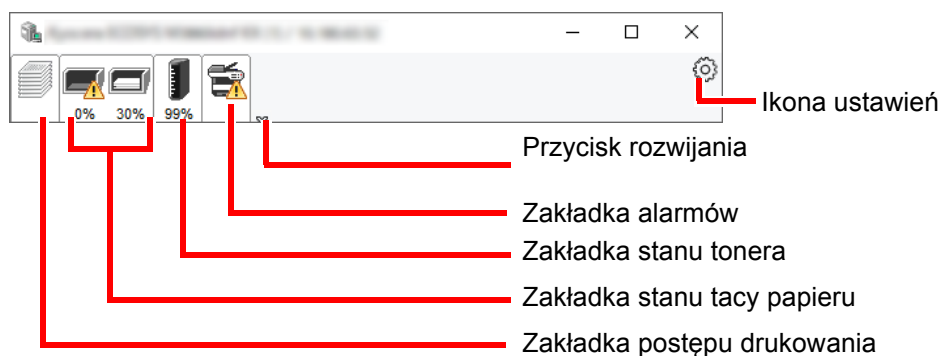 0% 30% 99%
Ikona ustawień
Przycisk rozwijania
Zakładka alarmów
Zakładka stanu tonera
Zakładka stanu tacy papieru
Zakładka postępu drukowania